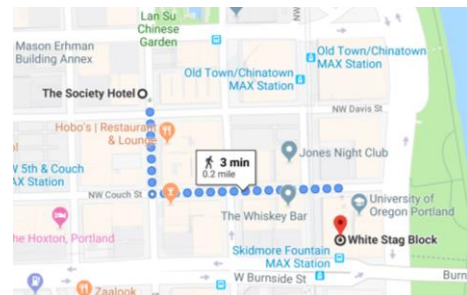 Lan Su
Chinese
Garden
Mason Erhman
Building Annex
Old Town/Chinatown
MAX Station
Old Town/Chinatown
MAX Station
The Society Hotel
NW Davis St
Hobo's | Restaurant
& Lounge
3 min
0.2 mile
Jones Night Club
V 5th & Couch
AX Station
NW Couch St
University of
Oregon Portland
The Whiskey Bar
he Hoxton, Portland
White Stag Block
Skidmore Fountain
MAX Station
W Burnside St
Burn
Zaalook